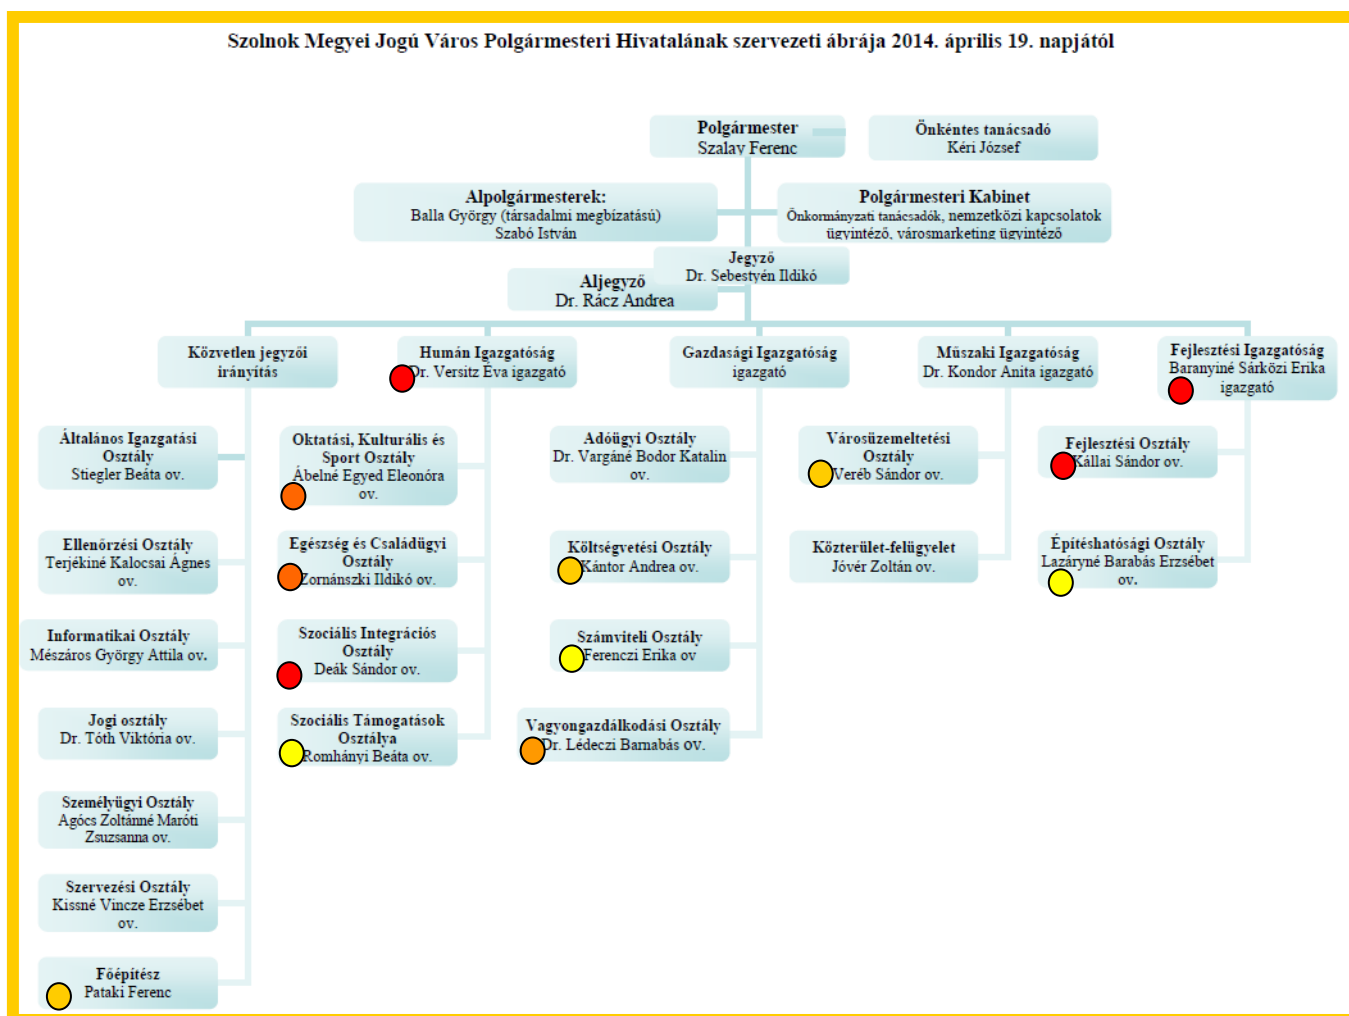 Szolnok Megyei Jogú Város Polgármesteri Hivatalának szervezeti ábrája 2014. április 19. napjától
Polgármester
Szalay Ferenc
Önkéntes tanácsadó
Kéri József
Alpolgármesterek:
Balla György (társadalmi megbízatású)
Szabó István
Polgármesteri Kabinet
Önkormányzati tanácsadók, nemzetközi kapcsolatok
ügyintéző, városmarketing ügyintéző
Jegyző
Dr. Sebestyén Ildikó
Aljegyző
Dr. Rácz Andrea
Közvetlen jegyzői
irányítás
Humán Igazgatóság
Dr. Versitz Éva igazgató
Gazdasági Igazgatóság
igazgató
Műszaki Igazgatóság
Dr. Kondor Anita igazgató
Fejlesztési Igazgatóság
Baranyiné Sárközi Erika
igazgató
Általános Igazgatási
Osztály
Stiegler Beáta ov.
Ellenőrzési Osztály
Terjékiné Kalocsai Ágnes
ov.
Informatikai Osztály
Mészáros György Attila ov.
Jogi osztály
Dr. Tóth Viktória ov.
Személyügyi Osztály
Agócs Zoltánné Maróti
Zsuzsanna ov.
Szervezési Osztály
Kissné Vincze Erzsébet
ov.
Főépítész
Pataki Ferenc
Oktatási, Kulturális és
Sport Osztály
Ábelné Egyed Eleonóra
ov.
Egészség és Családügyi
Osztály
Zornánszki Ildikó ov.
Szociális Integrációs
Osztály
Deák Sándor ov.
Szociális Támogatások
Osztálya
Romhányi Beáta ov.
Adóügyi Osztály
Dr. Vargáné Bodor Katalin
ov.
Költségvetési Osztály
Kántor Andrea ov.
Számviteli Osztály
Ferenczi Erika ov
Vagyongazdálkodási Osztály
Dr. Lédeczi Barnabás ov.
Városüzemeltetési
Osztály
Veréb Sándor ov.
Közterület-felügyelet
Jóvér Zoltán ov.
Fejlesztési Osztály
Kállai Sándor ov.
Építéshatósági Osztály
Lazáryné Barabás Erzsébet
ov.